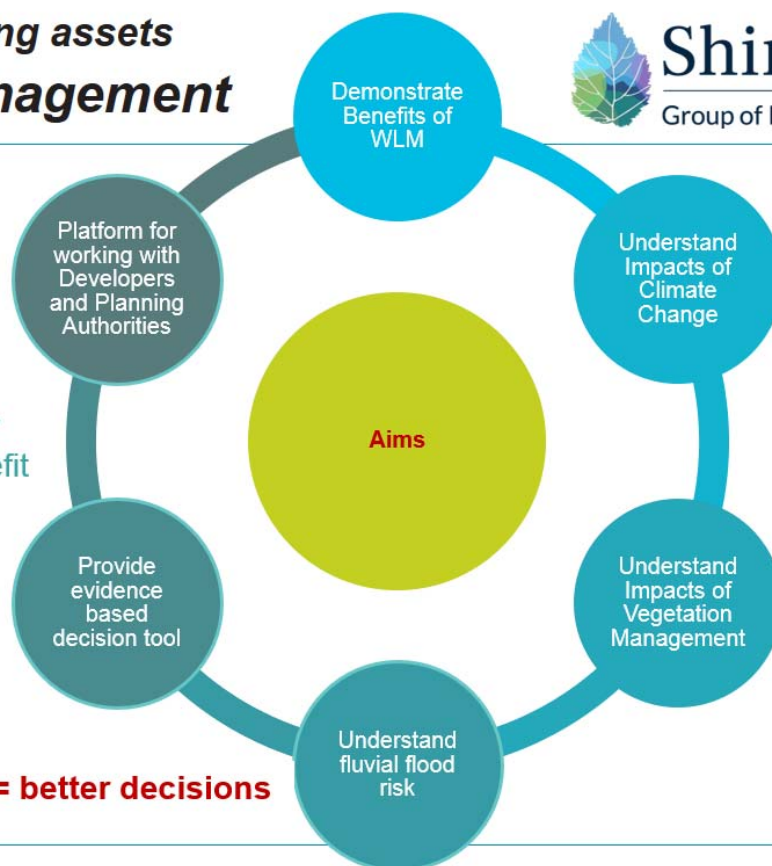 ng assets
nagement
Shir
Group of
Demonstrate
Benefits of
WLM
Understand
Impacts of
Climate
Change
Understand
Impacts of
Vegetation
Management
Understand
fluvial flood
risk
Provide
evidence
based
decision tool
Platform for
working with
Developers
and Planning
Authorities
Aims
efit
= better decisions